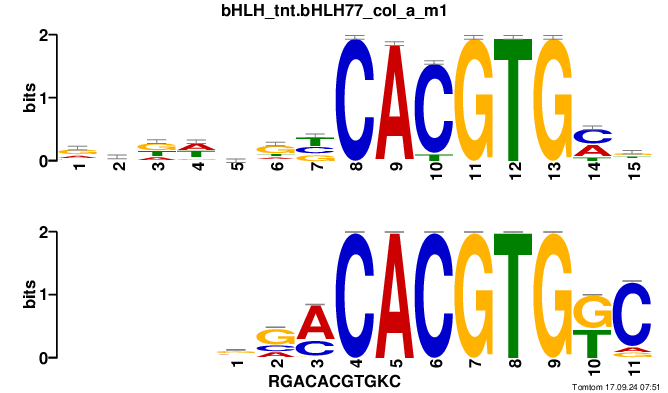 bHLH_tnt.bHLH77_col_a_m1
2
bits
1
0
CACGTG
1 2 3 4 5 6 7 8 9 10 11 12 13 14 15
2
bits
1
0
CACGTG
1 2 3 4 5 6 7 8 9 10 11
RGACACGTGKC
Tomtom 17.09.24 07:51